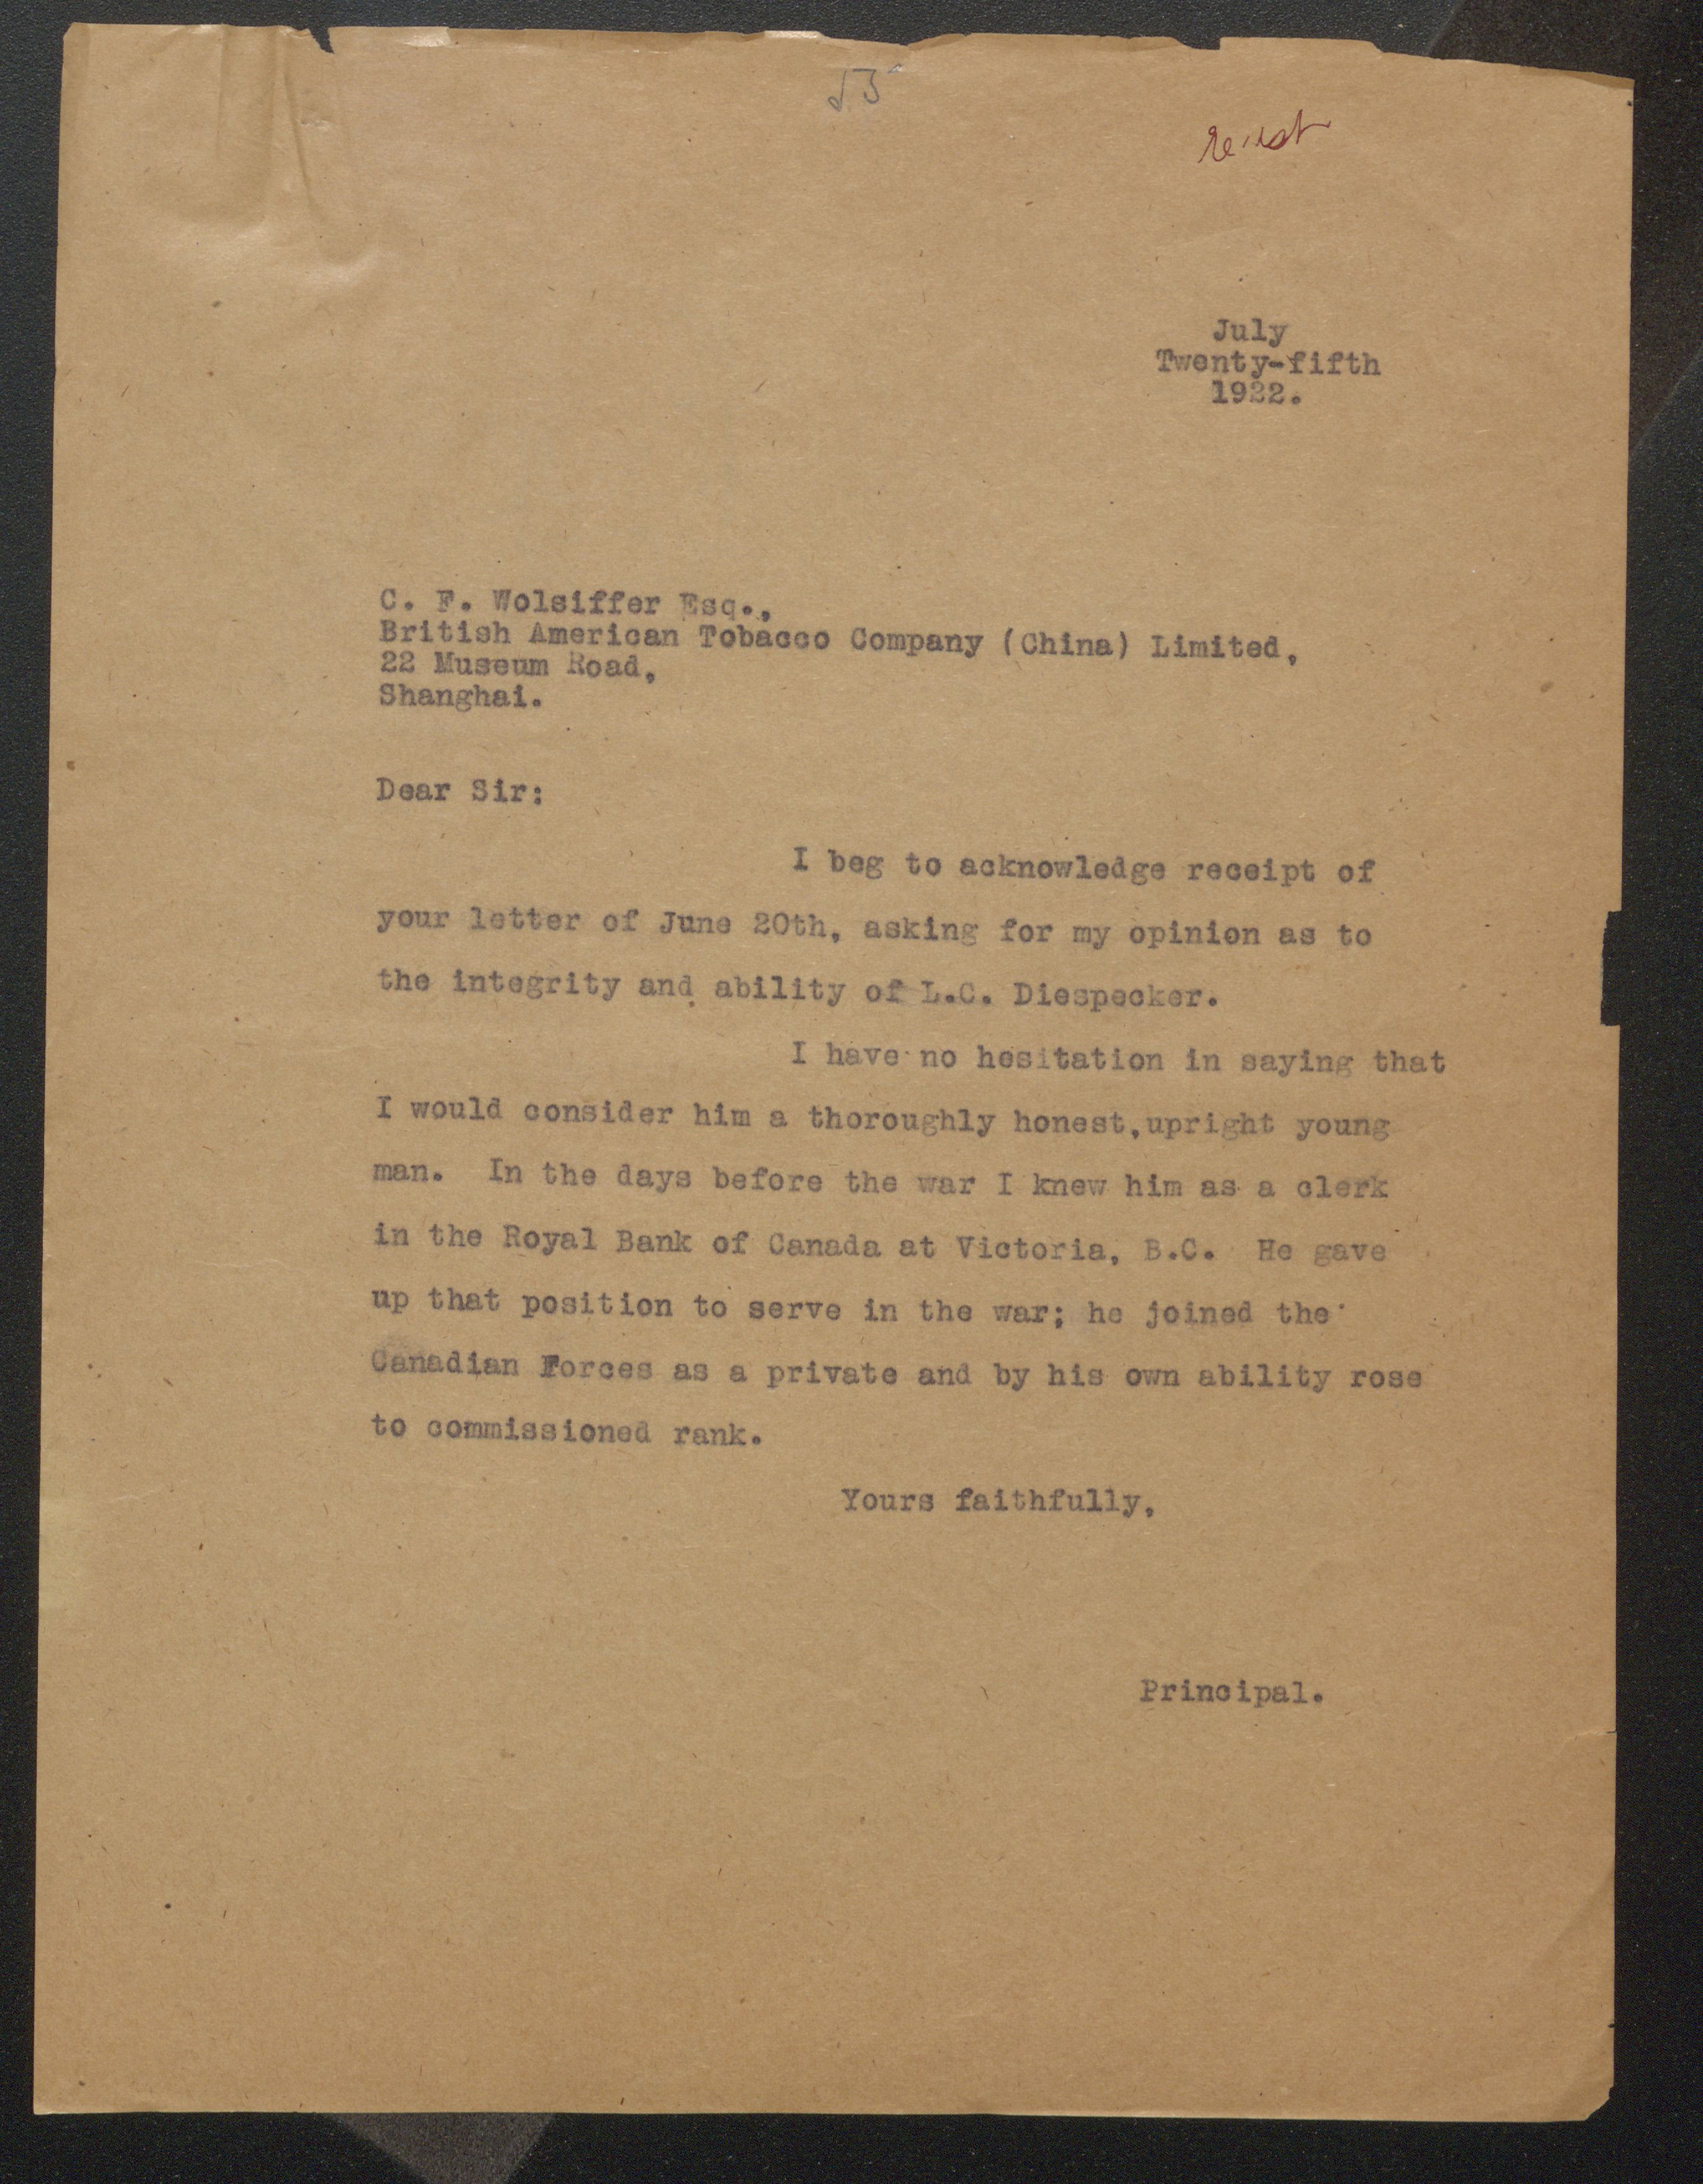 July
Twenty-fifth
1922.
C. F. Wolsiffer Esq.,
British American Tobacco Company (China) Limited,
22 Museum Road,
Shanghai.
Dear Sir:
I beg to acknowledge receipt of
your letter of June 20th, asking for my opinion as to
the integrity and ability of L.C. Diespecker.
I have no hesitation in saying that
I would consider him a thoroughly honest,upright young
man. In the days before the war I knew him as a clerk
in the Royal Bank of Canada at Victoria, B.C. He gave
up that position to serve in the war; he joined the
Canadian Forces as a private and by his own ability rose
to commissioned rank.
Yours faithfully,
Principal.